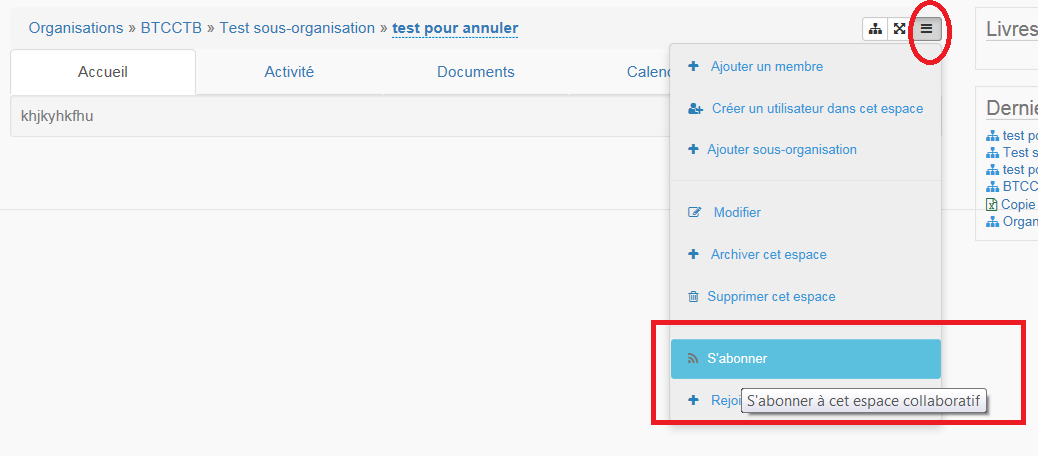 Organisations » BTCCTB » Test sous-organisation » test pour annuler
Accueil
Activité
Documents
Calend
khjkyhkfhu
Ajouter un membre
Créer un utilisateur dans cet espace
Ajouter sous-organisation
Modifier
Archiver cet espace
Supprimer cet espace
S'abonner
Rejoi
S'abonner à cet espace collaboratif
Livres
Dernie
test po
Test s
test po
BTCC
Copie
Organ